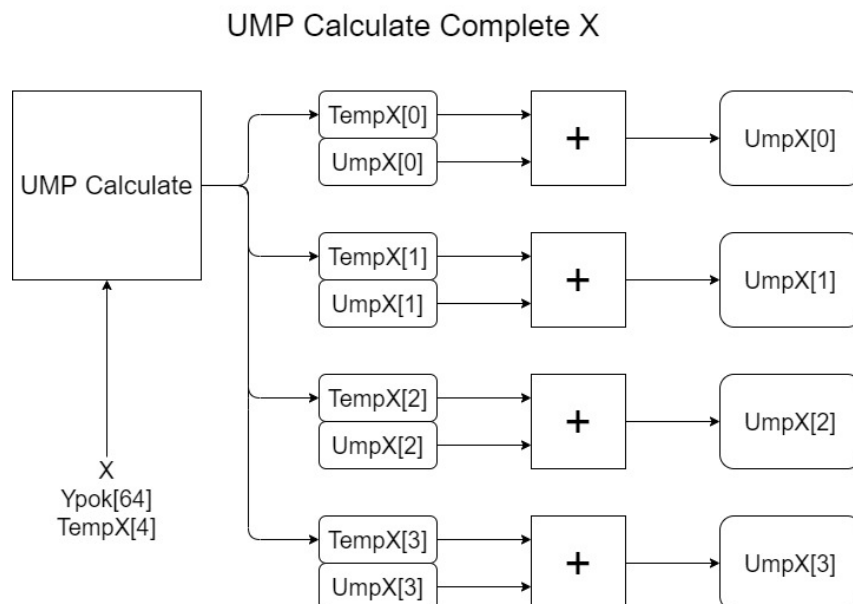 UMP Calculate Complete X
UMP Calculate
X
Ypok[64]
TempX[4]
TempX[0]
UmpX[0]
+
UmpX[0]
TempX[1]
UmpX[1]
+
UmpX[1]
TempX[2]
UmpX[2]
+
UmpX[2]
TempX[3]
UmpX[3]
+
UmpX[3]